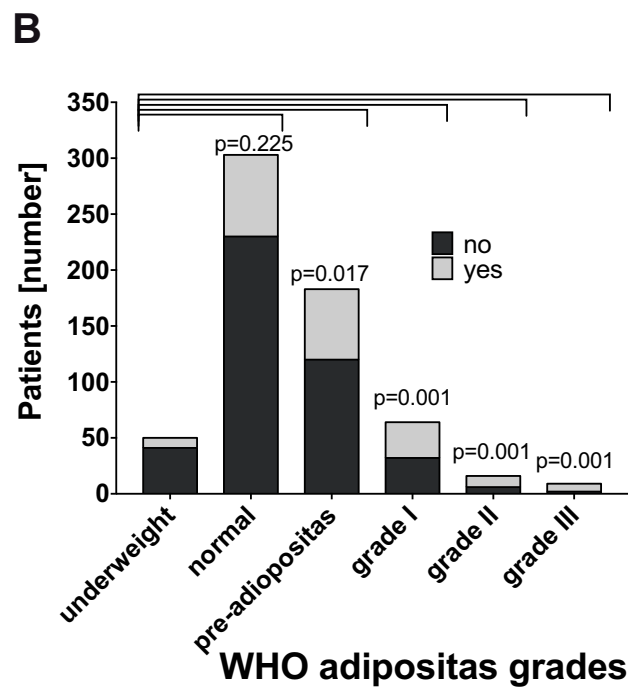 B
Patients [number]
350
300
250
200
150
100
50
0
p=0.225
p=0.017
p=0.001
p=0.001
p=0.001
no
yes
underweight
normal
pre-adiopositas
grade I
grade II
grade III
WHO adipositas grades